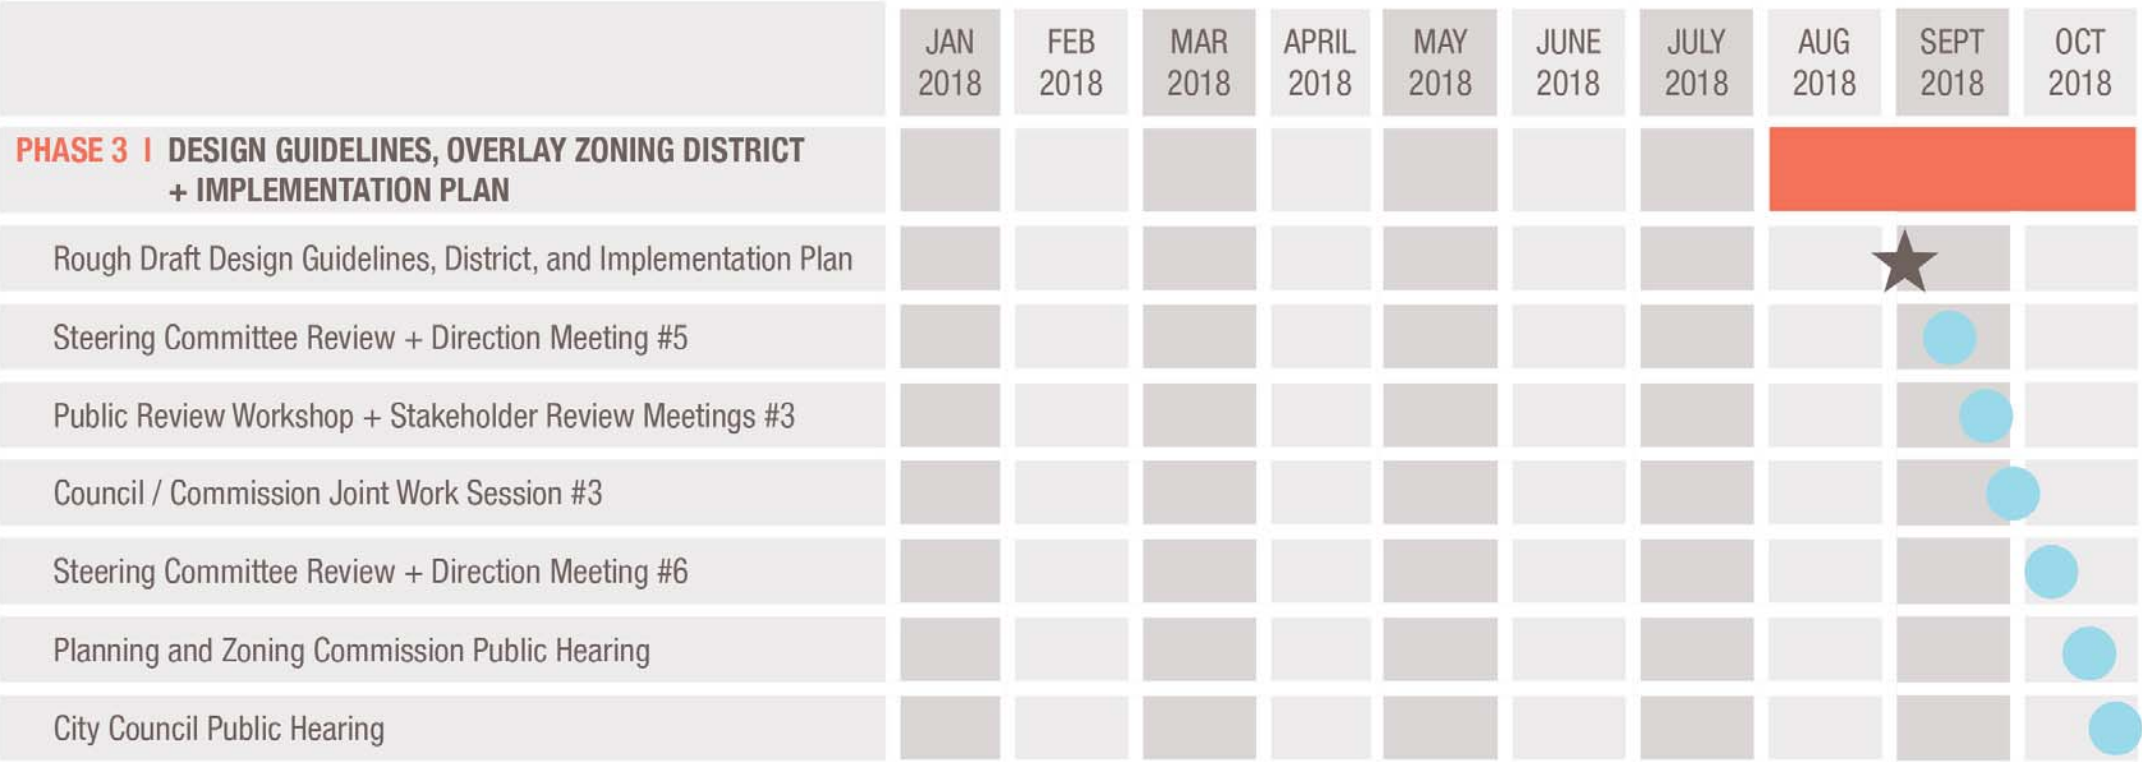 JAN FEB MAR APRIL MAY JUNE JULY AUG SEPT OCT
2018 2018 2018 2018 2018 2018 2018 2018 2018 2018
PHASE 3 | DESIGN GUIDELINES, OVERLAY ZONING DISTRICT
+ IMPLEMENTATION PLAN
Rough Draft Design Guidelines, District, and Implementation Plan
Steering Committee Review + Direction Meeting #5
Public Review Workshop + Stakeholder Review Meetings #3
Council / Commission Joint Work Session #3
Steering Committee Review + Direction Meeting #6
Planning and Zoning Commission Public Hearing
City Council Public Hearing